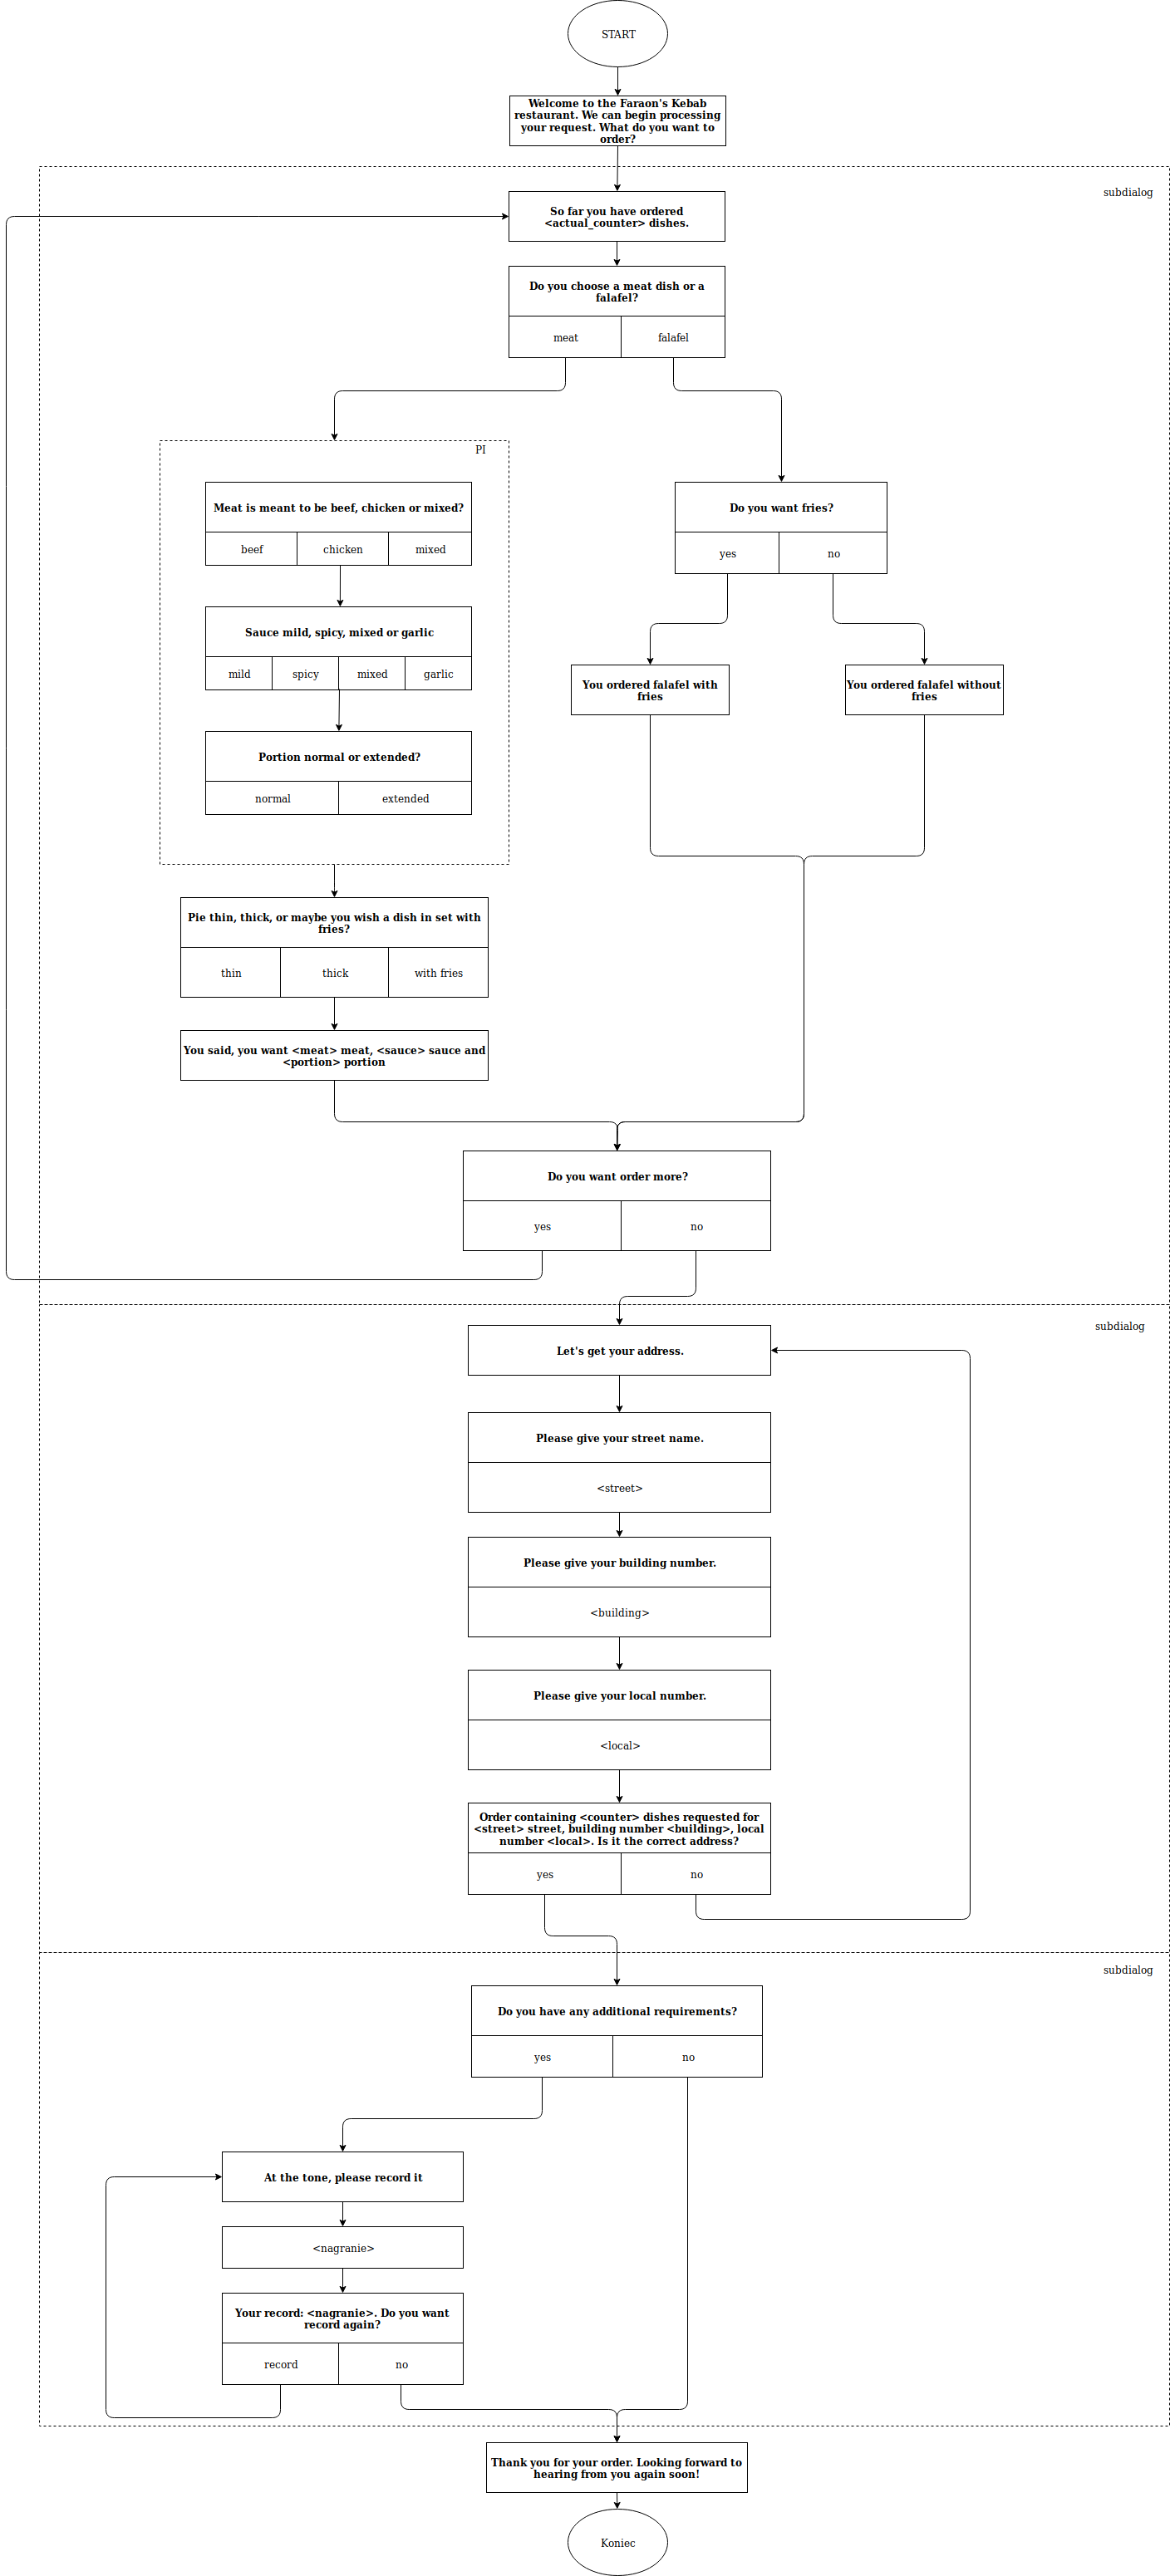 START
Welcome to the Faraon's Kebab
restaurant. We can begin processing
your request. What do you want to
order?
subdialog
So far you have ordered
<actual_counter> dishes.
Do you choose a meat dish or a
falafel?
meat
falafel
PI
Meat is meant to be beef, chicken or mixed?
beef
chicken
mixed
Do you want fries?
yes
no
Sauce mild, spicy, mixed or garlic
mild
spicy
mixed
garlic
You ordered falafel with
fries
You ordered falafel without
fries
Portion normal or extended?
normal
extended
Pie thin, thick, or maybe you wish a dish in set with
fries?
thin
thick
with fries
You said, you want <meat> meat, <sauce> sauce and
<portion> portion
Do you want order more?
yes
no
subdialog
Let's get your address.
Please give your street name.
<street>
Please give your building number.
<building>
Please give your local number.
<local>
Order containing <counter> dishes requested for
<street> street, building number <building>, local
number <local>. Is it the correct address?
yes
no
subdialog
Do you have any additional requirements?
yes
no
At the tone, please record it
<nagranie>
Your record: <nagranie>. Do you want
record again?
record
no
Thank you for your order. Looking forward to
hearing from you again soon!
Koniec